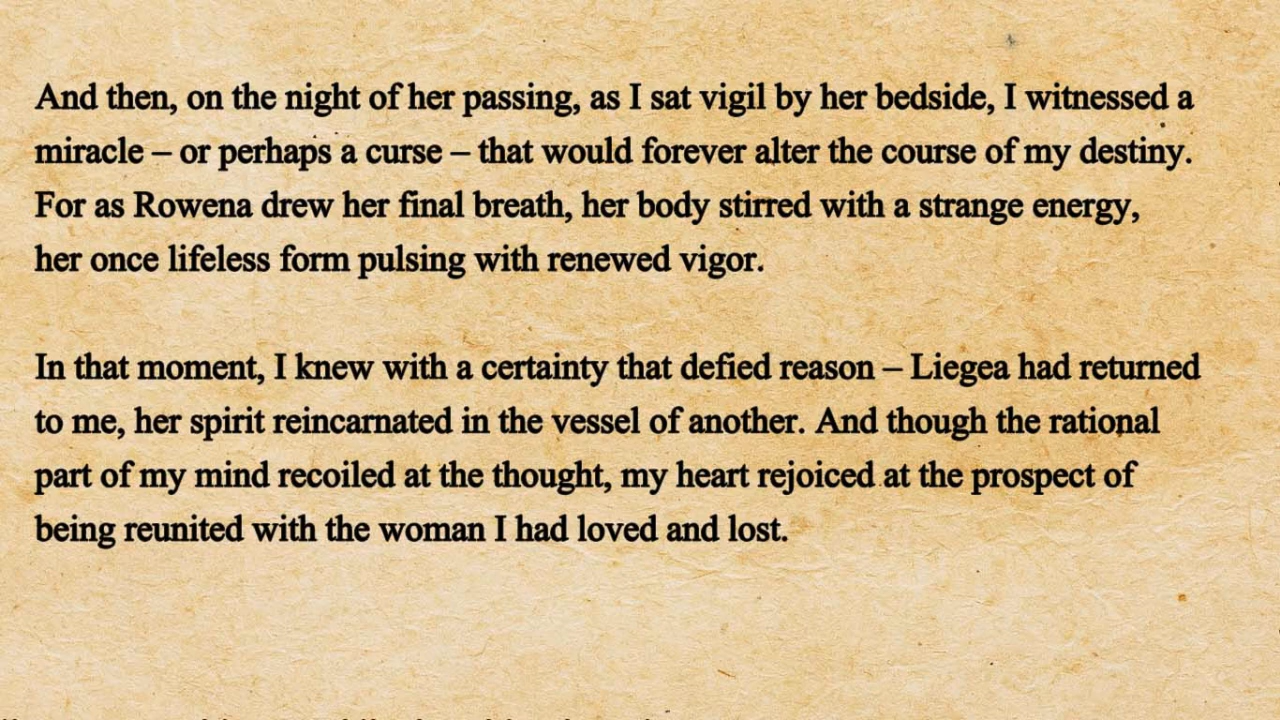 And then, on the night of her passing, as I sat vigil by her bedside, I witnessed a
miracle – or perhaps a curse – that would forever alter the course of my destiny.
For as Rowena drew her final breath, her body stirred with a strange energy,
her once lifeless form pulsing with renewed vigor.
In that moment, I knew with a certainty that defied reason – Liegea had returned
to me, her spirit reincarnated in the vessel of another. And though the rational
part of my mind recoiled at the thought, my heart rejoiced at the prospect of
being reunited with the woman I had loved and lost.